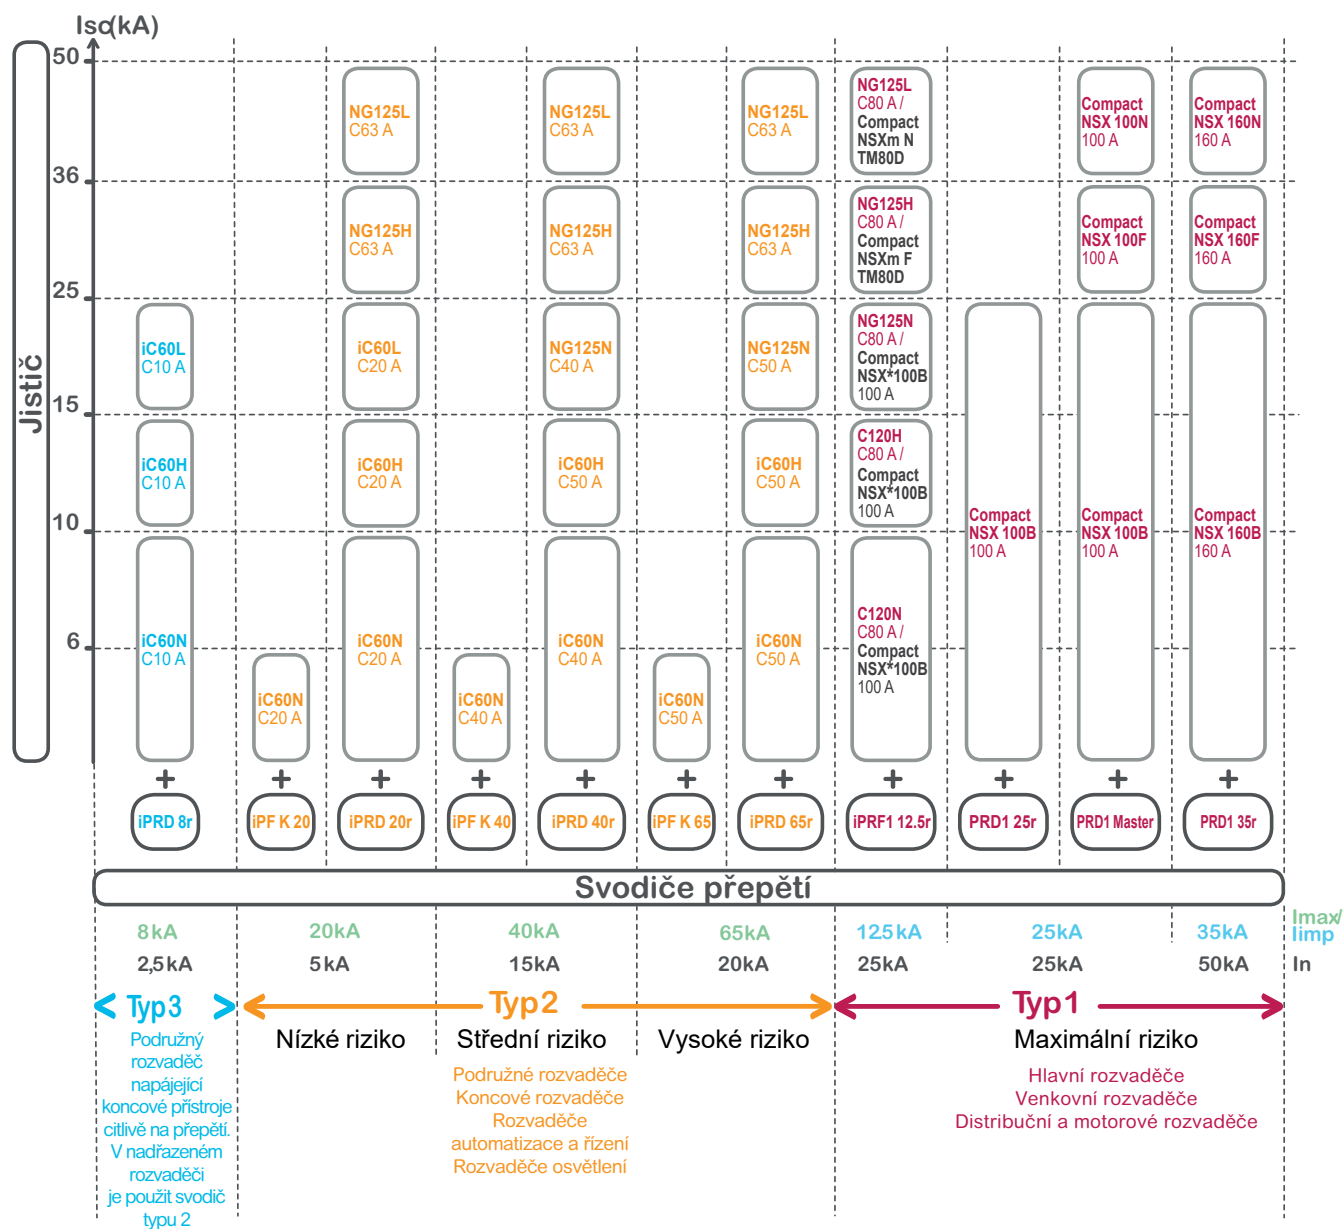 Isc(kA)
50
36
25
15
10
6
Jistič
iC60L
C10 A
iC60H
C10 A
iC60N
C10 A
+
iPRD 8r
iC60N
C20 A
+
iPF K 20
NG125L
C63 A
NG125H
C63 A
iC60L
C20 A
iC60H
C20 A
iC60N
C20 A
+
iPRD 20r
iC60N
C40 A
+
iPF K 40
NG125L
C63 A
NG125H
C63 A
NG125N
C40 A
iC60H
C50 A
iC60N
C40 A
+
iPRD 40r
iC60N
C50 A
+
iPF K 65
NG125L
C63 A
NG125H
C63 A
NG125N
C50 A
iC60H
C50 A
iC60N
C50 A
+
iPRD 65r
NG125L
C80 A /
Compact
NSXm N
TM80D
NG125H
C80 A /
Compact
NSXm F
TM80D
NG125N
C80 A /
Compact
NSX*100B
100 A
C120H
C80 A /
Compact
NSX*100B
100 A
C120N
C80 A /
Compact
NSX*100B
100 A
+
iPRF1 12.5r
Compact
NSX 100B
100 A
+
PRD1 25r
Compact
NSX 100N
100 A
Compact
NSX 100F
100 A
Compact
NSX 100B
100 A
+
PRD1 Master
Compact
NSX 160N
160 A
Compact
NSX 160F
160 A
Compact
NSX 160B
160 A
+
PRD1 35r
Svodiče přepětí
8kA 20kA 40kA 65kA 12.5kA 25kA 35kA Imax/
Iimp
2,5kA 5kA 15kA 20kA 25kA 25kA 50kA In
Typ3 Typ2 Typ1
Nízké riziko Střední riziko Vysoké riziko Maximální riziko
Podružný
rozvaděč
napájející
koncové přístroje
citlivě na přepětí.
V nadřazeném
rozvaděči
je použit svodič
typu 2
Podružné rozvaděče
Koncové rozvaděče
Rozvaděče
automatizace a řízení
Rozvaděče osvětlení
Hlavní rozvaděče
Venkovní rozvaděče
Distribuční a motorové rozvaděče